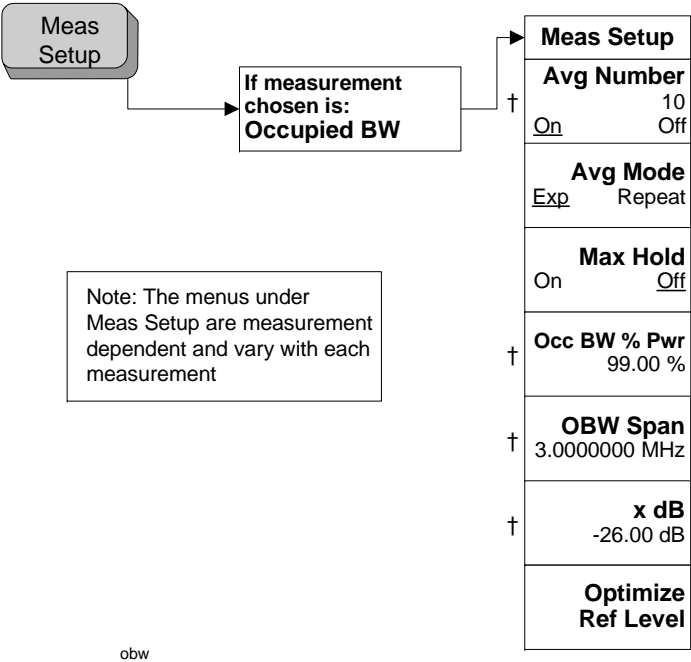 Meas
Setup
If measurement
chosen is:
Occupied BW
Meas Setup
†
Avg Number
10
On Off
Avg Mode
Exp Repeat
Max Hold
On Off
†
Occ BW % Pwr
99.00 %
†
OBW Span
3.0000000 MHz
†
x dB
-26.00 dB
Optimize
Ref Level
Note: The menus under
Meas Setup are measurement
dependent and vary with each
measurement
obw